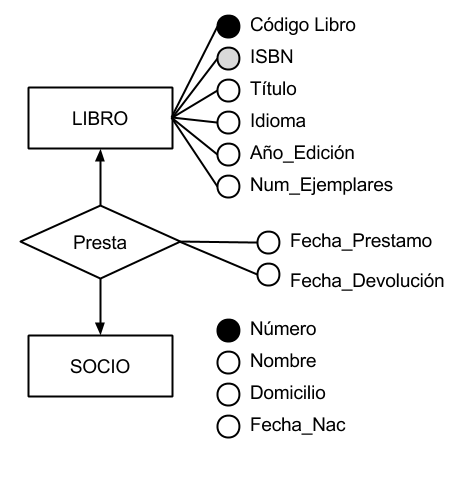 Código Libro
ISBN
Título
LIBRO
Idioma
Año_Edición
Num_Ejemplares
Presta
Fecha_Prestamo
Fecha_Devolución
Número
Nombre
SOCIO
Domicilio
Fecha_Nac